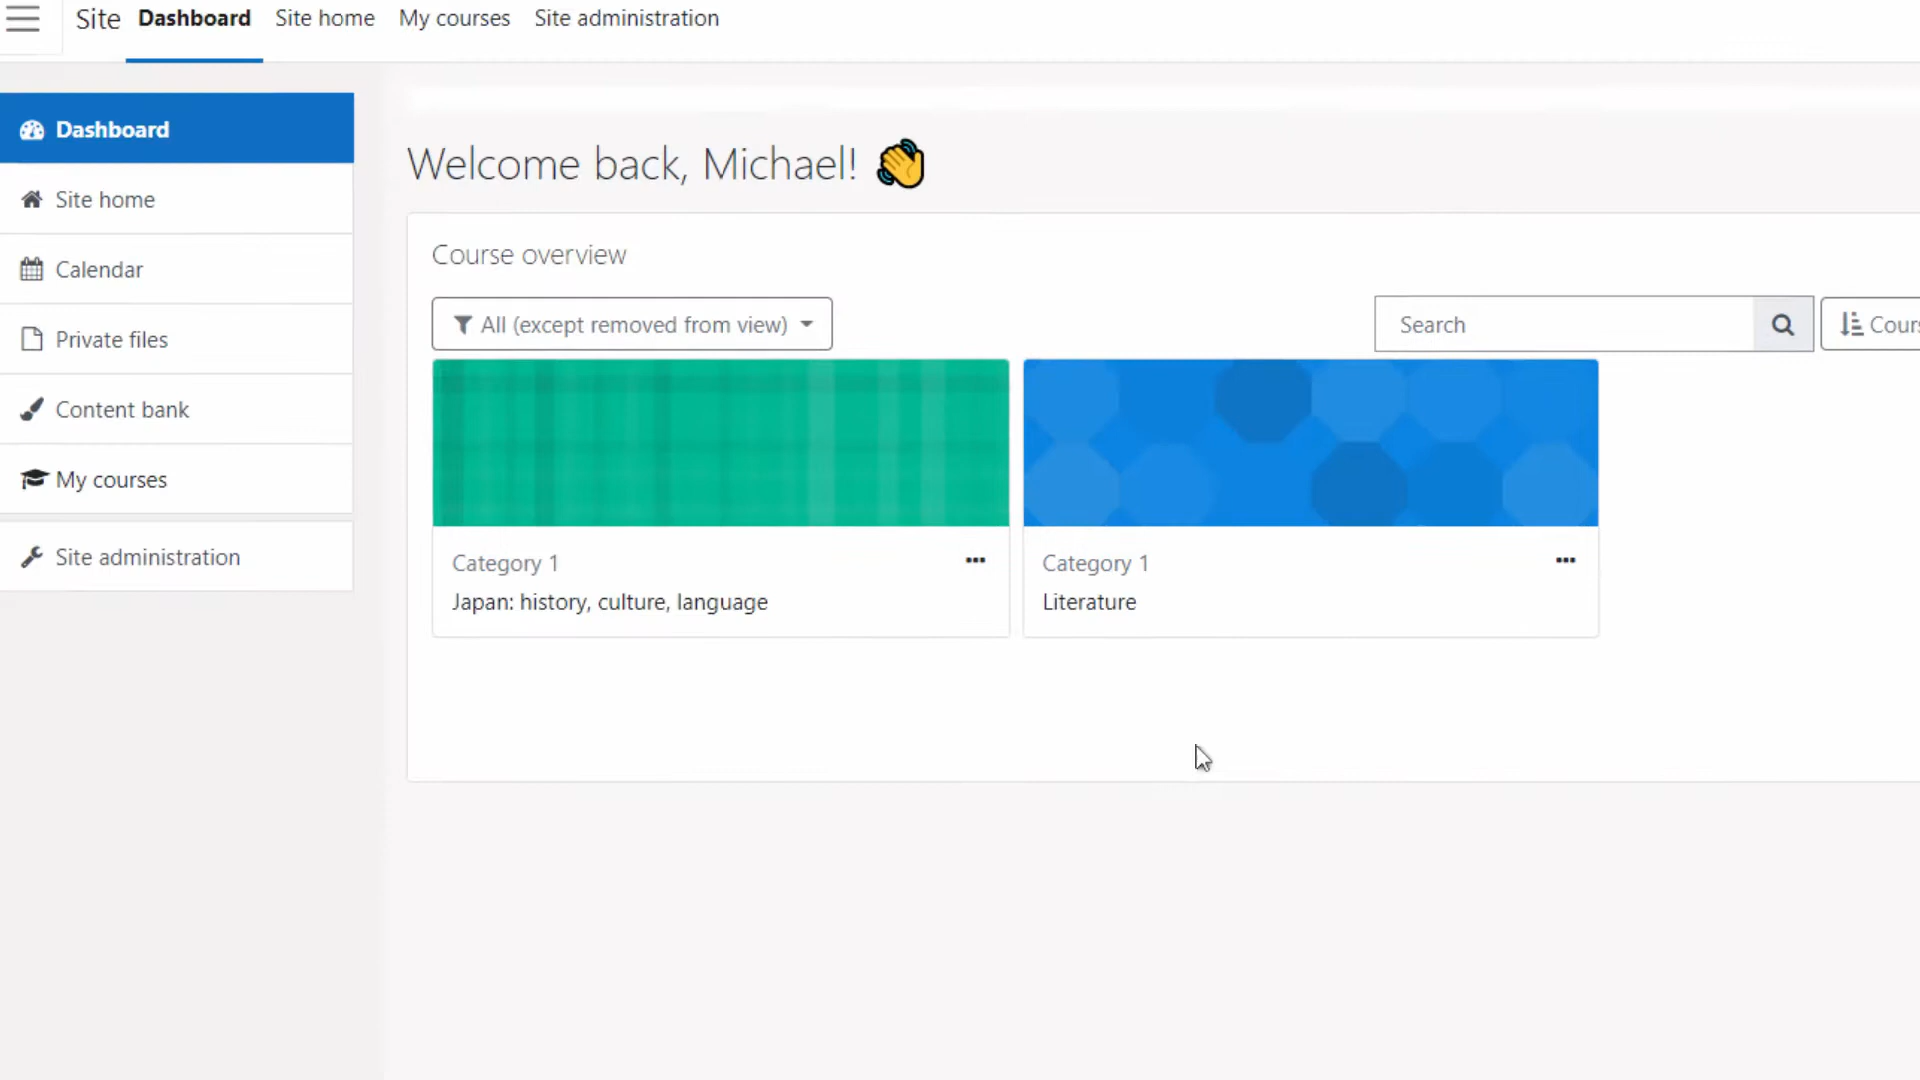 Site Dashboard Site home My courses Site administration
Dashboard
Site home
Calendar
Private files
Content bank
My courses
Site administration
Welcome back, Michael!
Course overview
All (except removed from view)
Search
Category 1
Japan: history, culture, language
Category 1
Literature